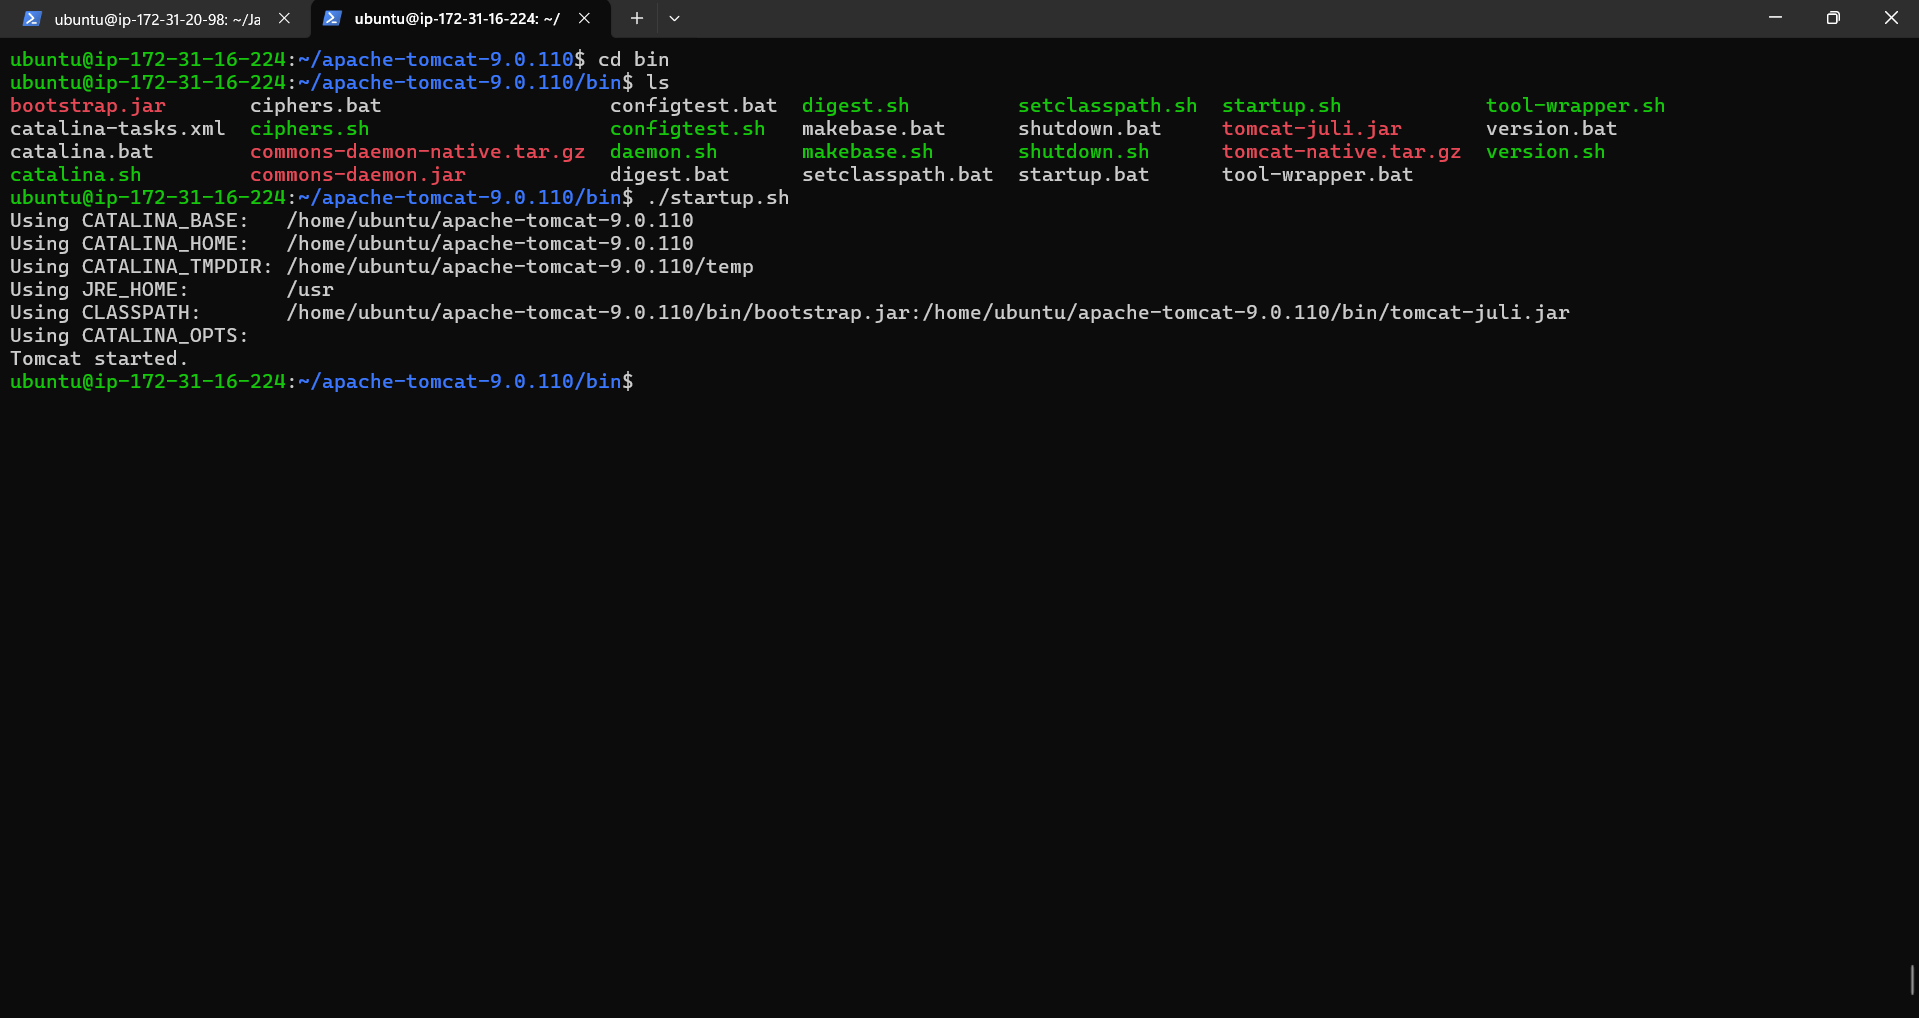 ubuntu@ip-172-31-20-98: ~/Ja
ubuntu@ip-172-31-16-224: ~/
ubuntu@ip-172-31-16-224:~/apache-tomcat-9.0.110$ cd bin
ubuntu@ip-172-31-16-224:~/apache-tomcat-9.0.110/bin$ ls
bootstrap.jar       ciphers.bat                   configtest.bat  digest.sh         setclasspath.sh  startup.sh            tool-wrapper.sh
catalina-tasks.xml  ciphers.sh                    configtest.sh   makebase.bat      shutdown.bat     tomcat-juli.jar       version.bat
catalina.bat        commons-daemon-native.tar.gz  daemon.sh       makebase.sh       shutdown.sh      tomcat-native.tar.gz  version.sh
catalina.sh         commons-daemon.jar            digest.bat      setclasspath.bat  startup.bat      tool-wrapper.bat
ubuntu@ip-172-31-16-224:~/apache-tomcat-9.0.110/bin$ ./startup.sh
Using CATALINA_BASE:   /home/ubuntu/apache-tomcat-9.0.110
Using CATALINA_HOME:   /home/ubuntu/apache-tomcat-9.0.110
Using CATALINA_TMPDIR: /home/ubuntu/apache-tomcat-9.0.110/temp
Using JRE_HOME:        /usr
Using CLASSPATH:       /home/ubuntu/apache-tomcat-9.0.110/bin/bootstrap.jar:/home/ubuntu/apache-tomcat-9.0.110/bin/tomcat-juli.jar
Using CATALINA_OPTS:
Tomcat started.
ubuntu@ip-172-31-16-224:~/apache-tomcat-9.0.110/bin$